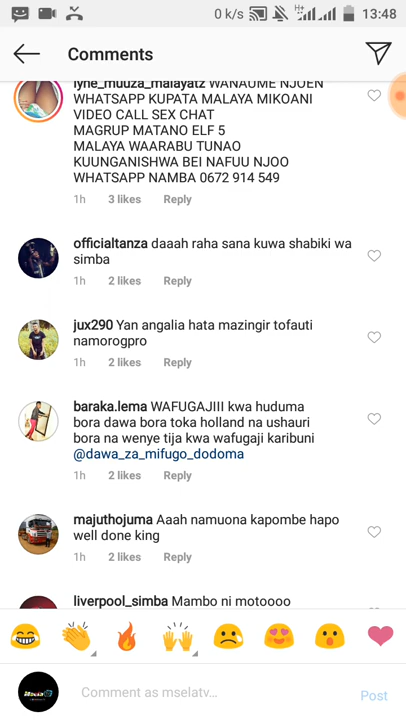 0 k/s H+ 13:48
Comments
lyne_muuza_malayatz WANAUME NJOEN
WHATSAPP KUPATA MALAYA MIKOANI
VIDEO CALL SEX CHAT
MAGRUP MATANO ELF 5
MALAYA WAARABU TUNAO
KUUNGANISHWA BEI NAFUU NJOO
WHATSAPP NAMBA 0672 914 549
1h 3 likes Reply
officialtanza daaah raha sana kuwa shabiki wa
simba
1h 2 likes Reply
jux290 Yan angalia hata mazingir tofauti
namorogpro
1h 2 likes Reply
baraka.lema WAFUGAJIII kwa huduma
bora dawa bora toka holland na ushauri
bora na wenye tija kwa wafugaji karibuni
@dawa_za_mifugo_dodoma
1h 2 likes Reply
majuthojuma Aaah namuona kapombe hapo
well done king
1h 2 likes Reply
liverpool_simba Mambo ni motoooo
Comment as mselatv... Post